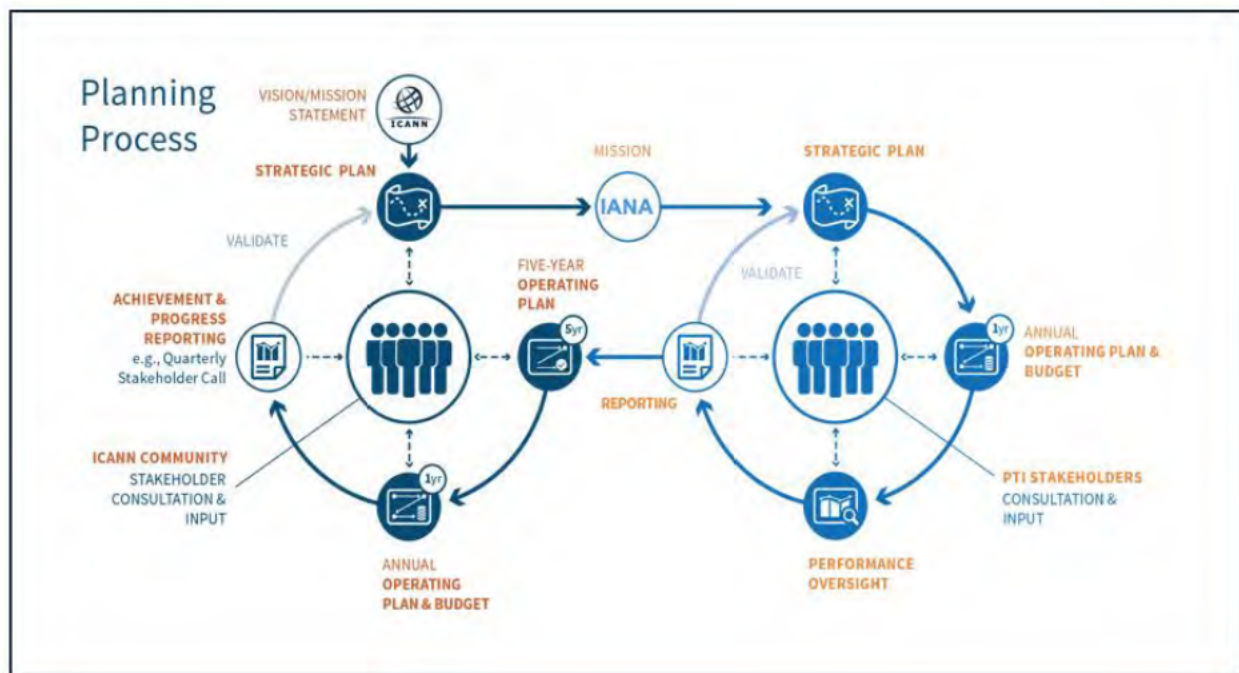 Planning
Process
VISION/MISSION
STATEMENT
ICANN
STRATEGIC PLAN
MISSION
IANA
STRATEGIC PLAN
VALIDATE
FIVE-YEAR
OPERATING
PLAN
5yr
VALIDATE
ACHIEVEMENT &
PROGRESS
REPORTING
e.g., Quarterly
Stakeholder Call
REPORTING
1yr
ANNUAL
OPERATING PLAN &
BUDGET
ICANN COMMUNITY
STAKEHOLDER
CONSULTATION &
INPUT
1yr
ANNUAL
OPERATING
PLAN & BUDGET
PTI STAKEHOLDERS
CONSULTATION &
INPUT
PERFORMANCE
OVERSIGHT